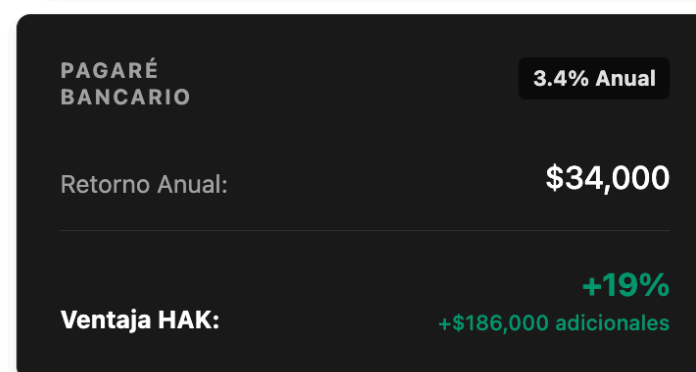 PAGARÉ
BANCARIO
3.4% Anual
Retorno Anual:
$34,000
Ventaja HAK:
+19%
+$186,000 adicionales